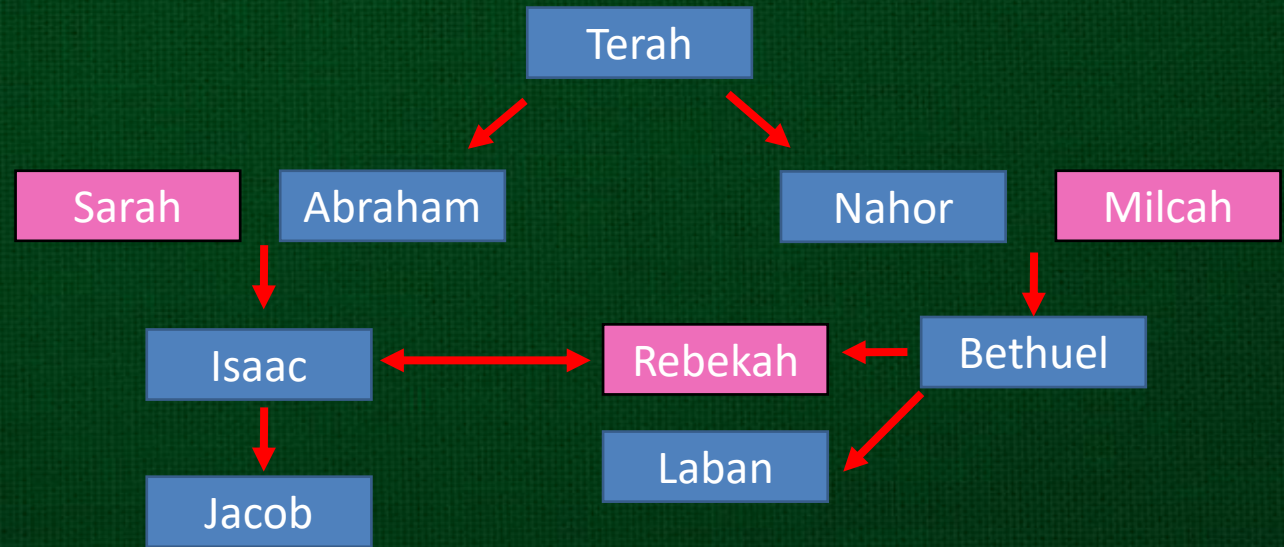 Terah
Sarah
Abraham
Nahor
Milcah
Isaac
Rebekah
Bethuel
Laban
Jacob